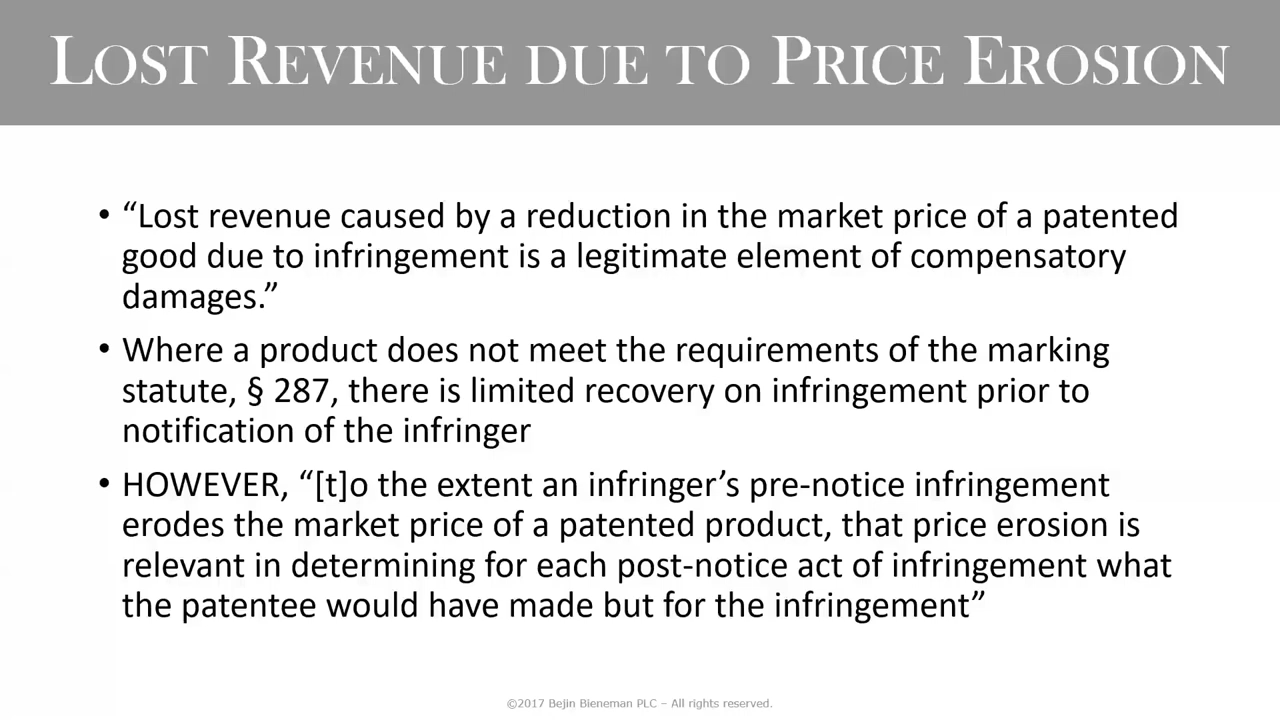 LOST REVENUE DUE TO PRICE EROSION
• “Lost revenue caused by a reduction in the market price of a patented
good due to infringement is a legitimate element of compensatory
damages.”
• Where a product does not meet the requirements of the marking
statute, § 287, there is limited recovery on infringement prior to
notification of the infringer
• HOWEVER, “[t]o the extent an infringer’s pre-notice infringement
erodes the market price of a patented product, that price erosion is
relevant in determining for each post-notice act of infringement what
the patentee would have made but for the infringement”
©2017 Bejin Bieneman PLC – All rights reserved.